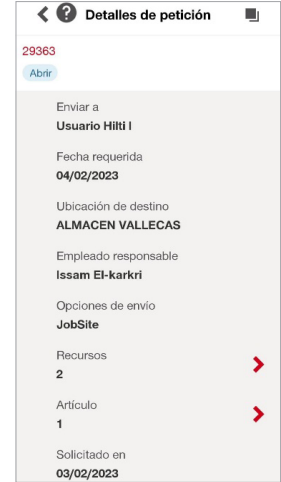 Detalles de petición
29363
Abrir
Enviar a
Usuario Hilti I
Fecha requerida
04/02/2023
Ubicación de destino
ALMACEN VALLECAS
Empleado responsable
Issam El-karkri
Opciones de envío
JobSite
Recursos
2
Artículo
1
Solicitado en
03/02/2023